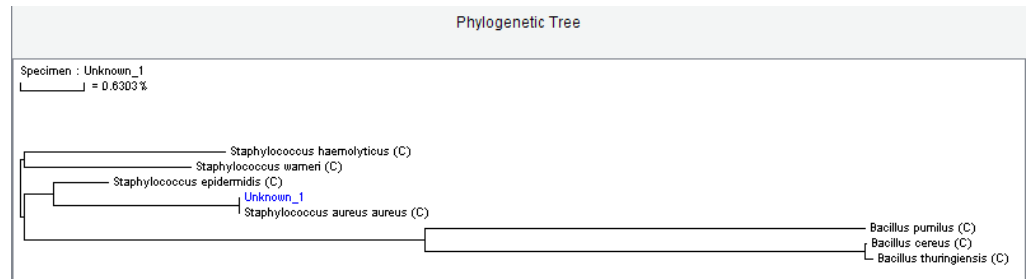 Phylogenetic Tree
Specimen : Unknown_1
= 0.6303 %
Staphylococcus haemolyticus (C)
Staphylococcus warneri (C)
Staphylococcus epidermidis (C)
Unknown_1
Staphylococcus aureus aureus (C)
Bacillus pumilus (C)
Bacillus cereus (C)
Bacillus thuringiensis (C)